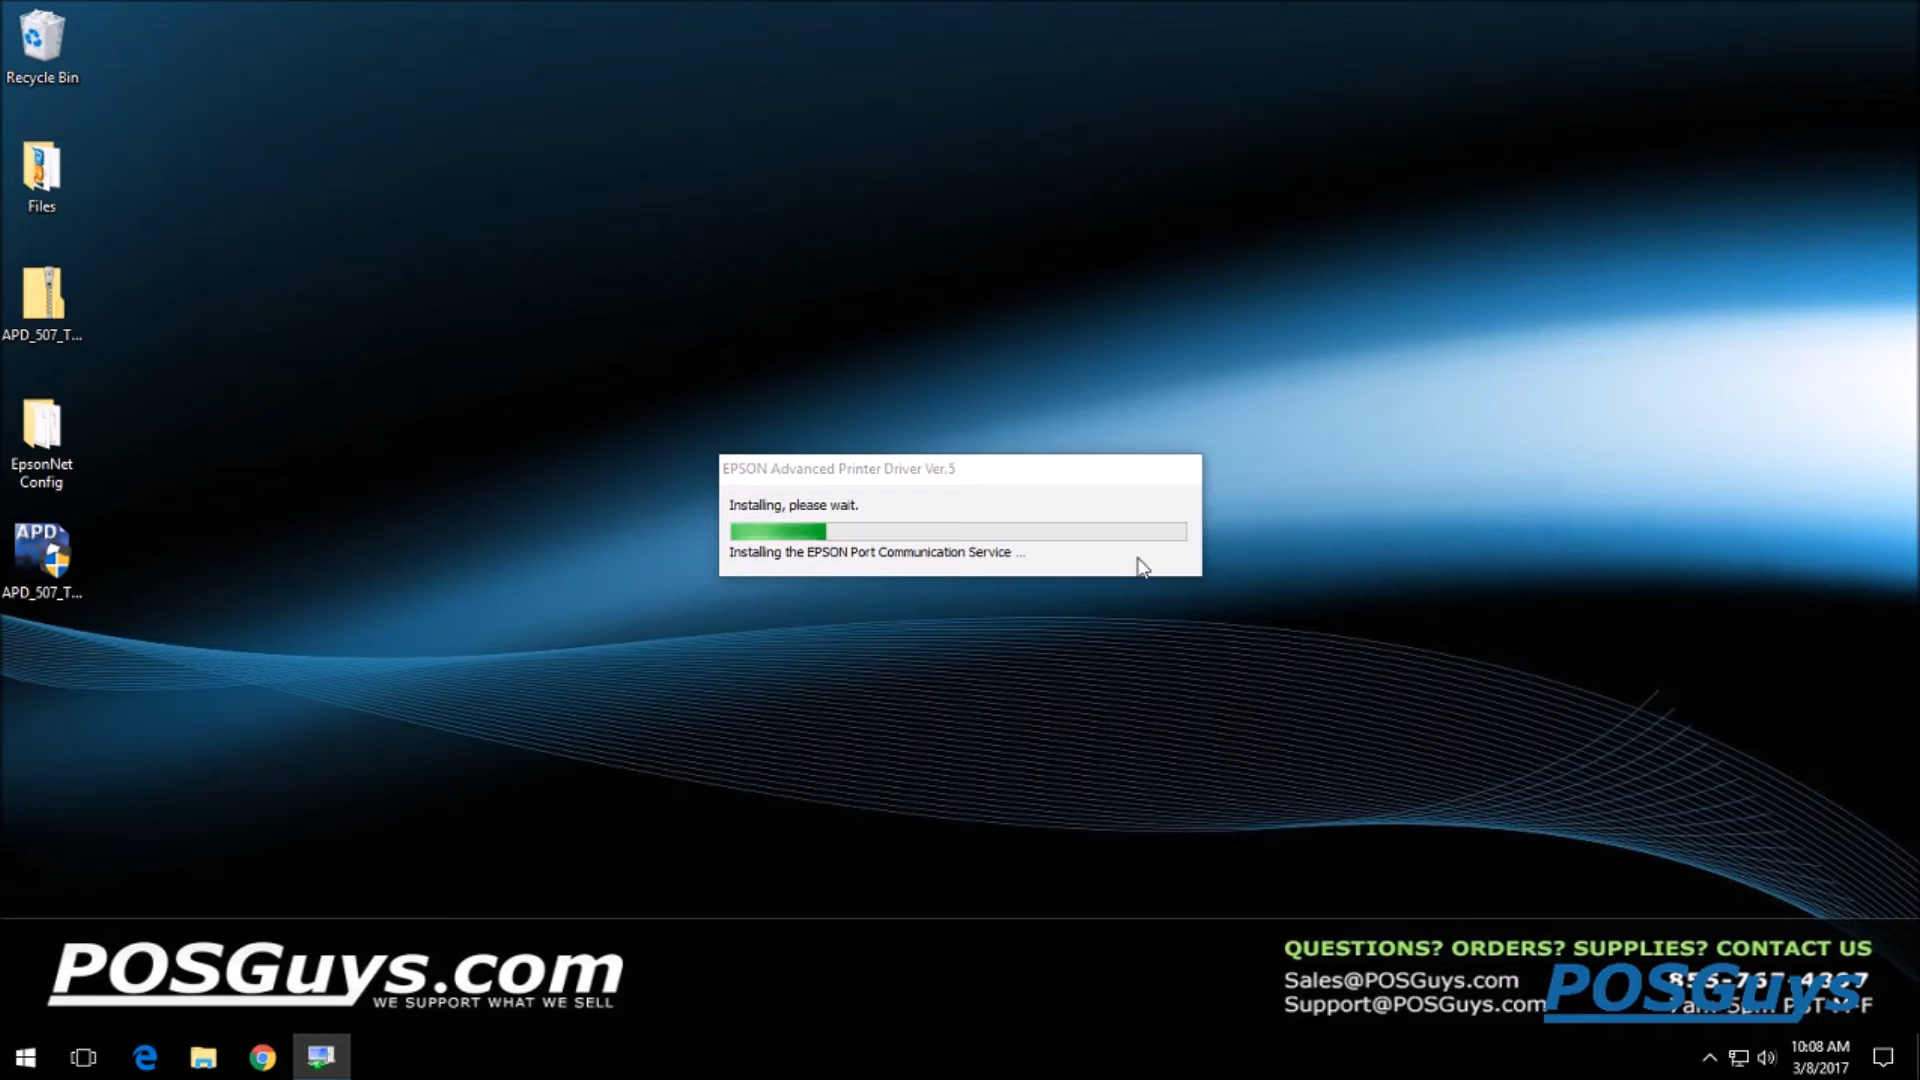 Recycle Bin
Files
APD_507_T...
EpsonNet
Config
APD
APD_507_T...
EPSON Advanced Printer Driver Ver.5
Installing, please wait.
Installing the EPSON Port Communication Service ...
POSGuys.com
WE SUPPORT WHAT WE SELL
QUESTIONS? ORDERS? SUPPLIES? CONTACT US
Sales@POSGuys.com
Support@POSGuys.com
POSGuys
10:08 AM
3/8/2017